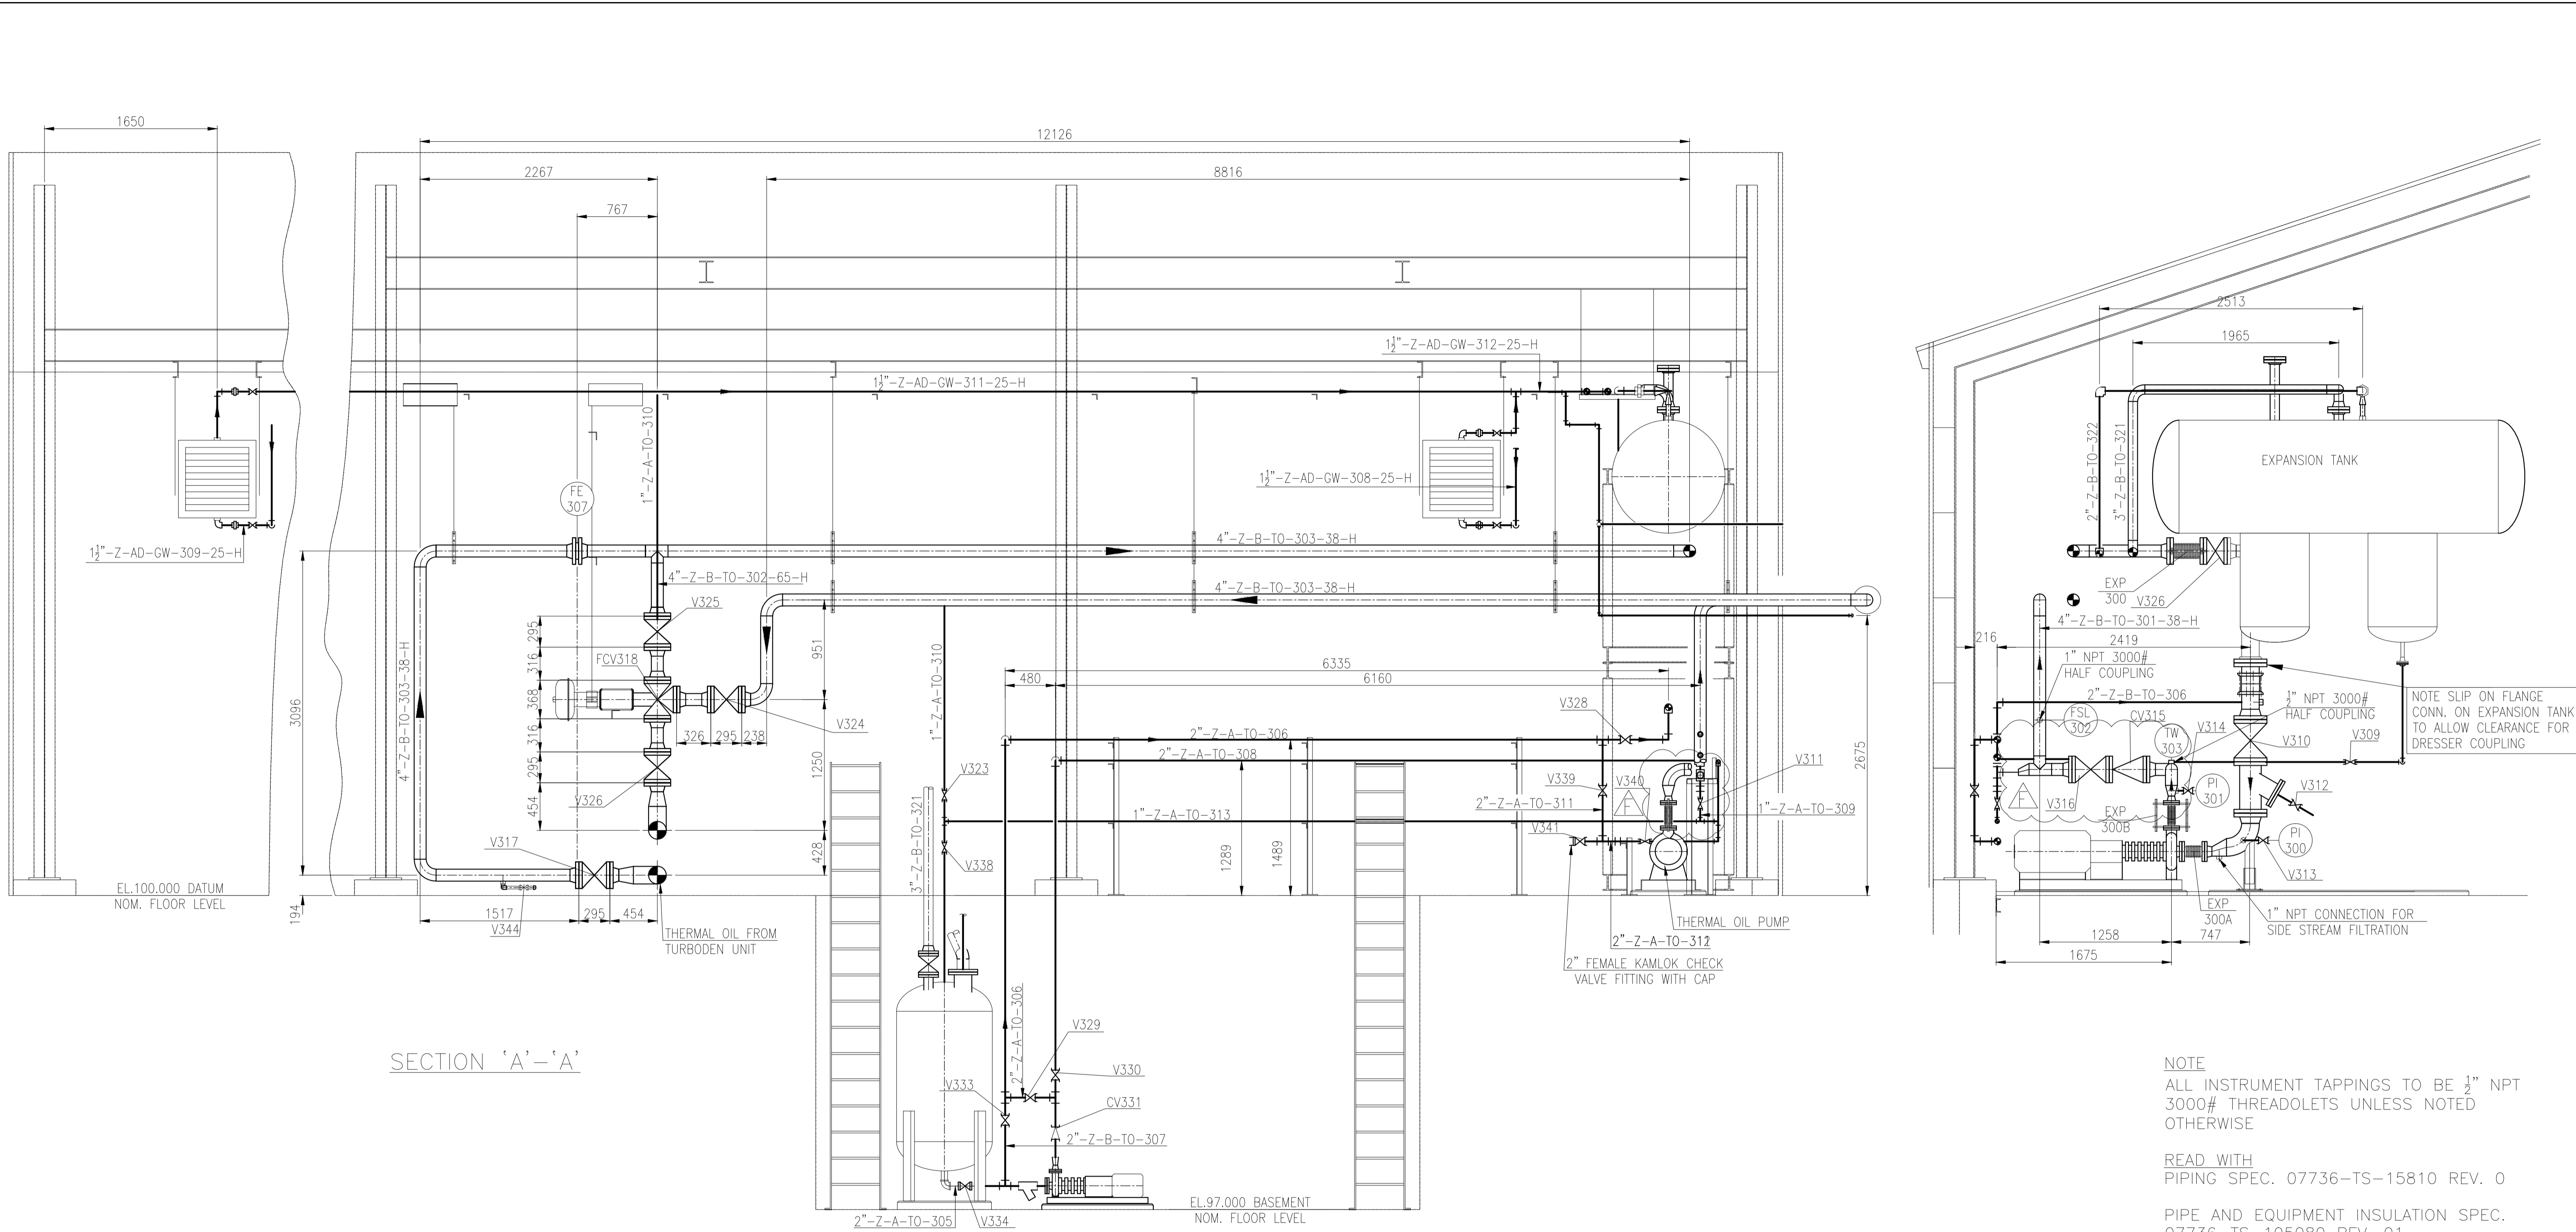 1650
12126
2267
8816
767
2513
1965
1½"-Z-AD-GW-312-25-H
1½"-Z-AD-GW-311-25-H
1"-Z-A-TO-310
2"-Z-B-TO-322
3"-Z-B-TO-321
EXPANSION TANK
1½"-Z-AD-GW-308-25-H
FE
307
1½"-Z-AD-GW-309-25-H
4"-Z-B-TO-303-38-H
4"-Z-B-TO-302-65-H
4"-Z-B-TO-303-38-H
V325
EXP
300
V326
4"-Z-B-TO-301-38-H
216
2419
295
316
368
316
295
454
FCV318
951
1250
428
3096
4"-Z-B-TO-303-38-H
1"-Z-A-TO-310
6335
480
6160
V324
326
295
238
V326
V317
1" NPT 3000#
HALF COUPLING
2"-Z-B-TO-306
½" NPT 3000#
HALF COUPLING
NOTE SLIP ON FLANGE
CONN. ON EXPANSION TANK
TO ALLOW CLEARANCE FOR
DRESSER COUPLING
FSL
302
CV315
TW
303
V314
V310
V309
V312
PI
301
V316
F
EXP
300B
PI
300
V313
V328
2"-Z-A-TO-306
2"-Z-A-TO-308
V323
V339
V340
F
V311
2675
2"-Z-A-TO-311
1"-Z-A-TO-309
1"-Z-A-TO-313
V341
V338
1289
1489
3"-Z-B-TO-321
EL.100.000 DATUM
NOM. FLOOR LEVEL
194
1517
295
454
V344
THERMAL OIL FROM
TURBODEN UNIT
THERMAL OIL PUMP
2"-Z-A-TO-312
2" FEMALE KAMLOK CHECK
VALVE FITTING WITH CAP
EXP
300A
1" NPT CONNECTION FOR
SIDE STREAM FILTRATION
1258
747
1675
2"-Z-A-TO-306
V329
V330
V333
CV331
2"-Z-B-TO-307
SECTION 'A'-'A'
2"-Z-A-TO-305
V334
EL.97.000 BASEMENT
NOM. FLOOR LEVEL
NOTE
ALL INSTRUMENT TAPPINGS TO BE ½" NPT
3000# THREADOLETS UNLESS NOTED
OTHERWISE
READ WITH
PIPING SPEC. 07736-TS-15810 REV. 0
PIPE AND EQUIPMENT INSULATION SPEC.